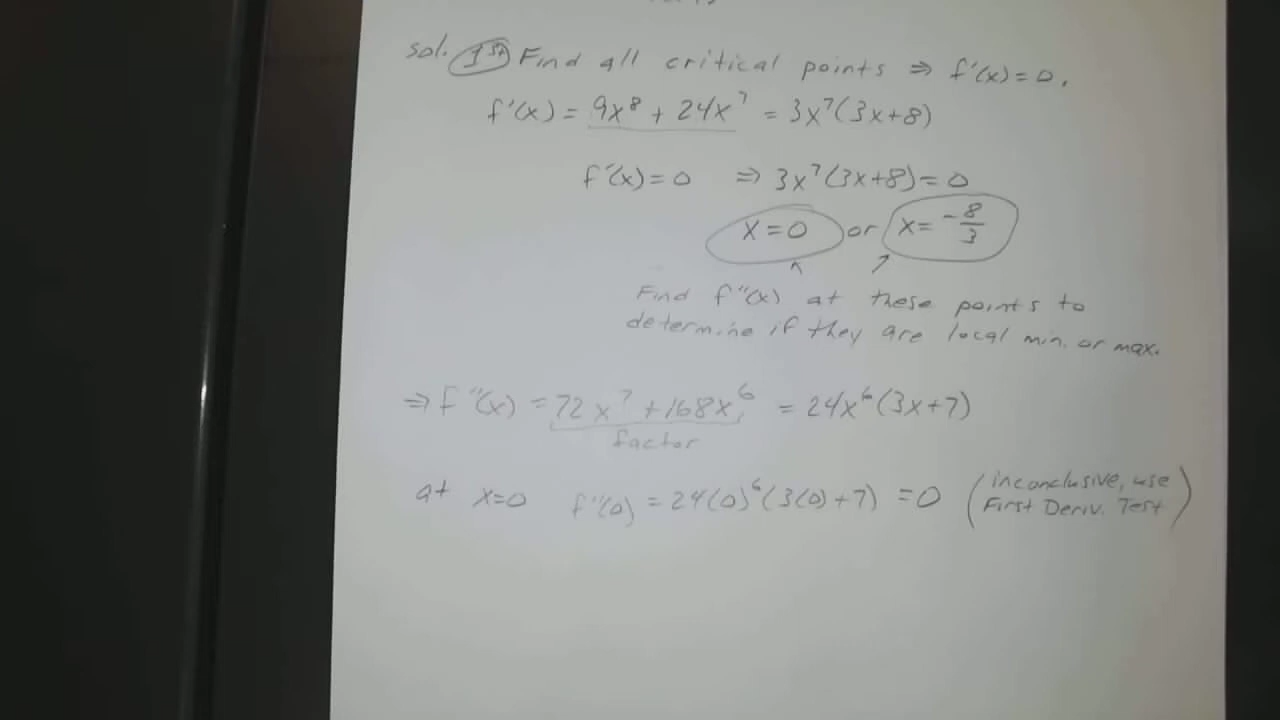 sol. 1st Find all critical points ⇒ f'(x)=0.
f'(x) = 9x⁸ + 24x⁷ = 3x⁷(3x+8)
f'(x)=0 ⇒ 3x⁷(3x+8)=0
x=0 or x= -8/3
Find f"(x) at these points to
determine if they are local min. or max.
⇒ f"(x) = 72x⁷ + 168x⁶ = 24x⁶(3x+7)
factor
at x=0 f"(0) = 24(0)⁶(3(0)+7) = 0 (inconclusive, use
First Deriv. Test)